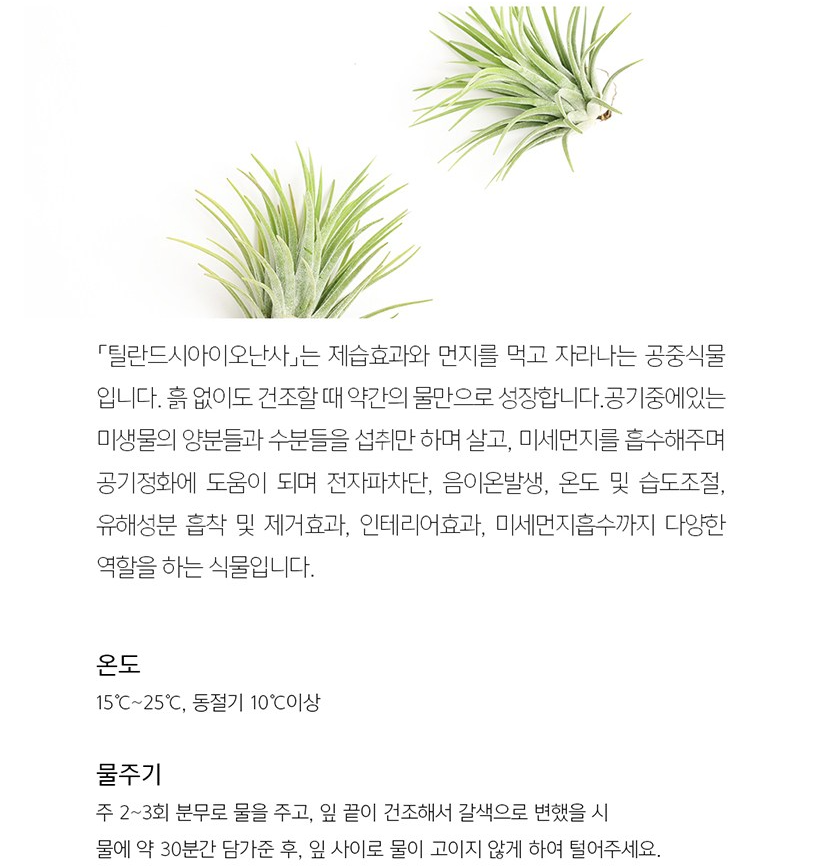 「틸란드시아이오난사」는 제습효과와 먼지를 먹고 자라나는 공중식물
입니다. 흙 없이도 건조할 때 약간의 물만으로 성장합니다.공기중에있는
미생물의 양분들과 수분들을 섭취만 하며 살고, 미세먼지를 흡수해주며
공기정화에 도움이 되며 전자파차단, 음이온발생, 온도 및 습도조절,
유해성분 흡착 및 제거효과, 인테리어효과, 미세먼지흡수까지 다양한
역할을 하는 식물입니다.
온도
15℃~25℃, 동절기 10℃이상
물주기
주 2~3회 분무로 물을 주고, 잎 끝이 건조해서 갈색으로 변했을 시
물에 약 30분간 담가준 후, 잎 사이로 물이 고이지 않게 하여 털어주세요.